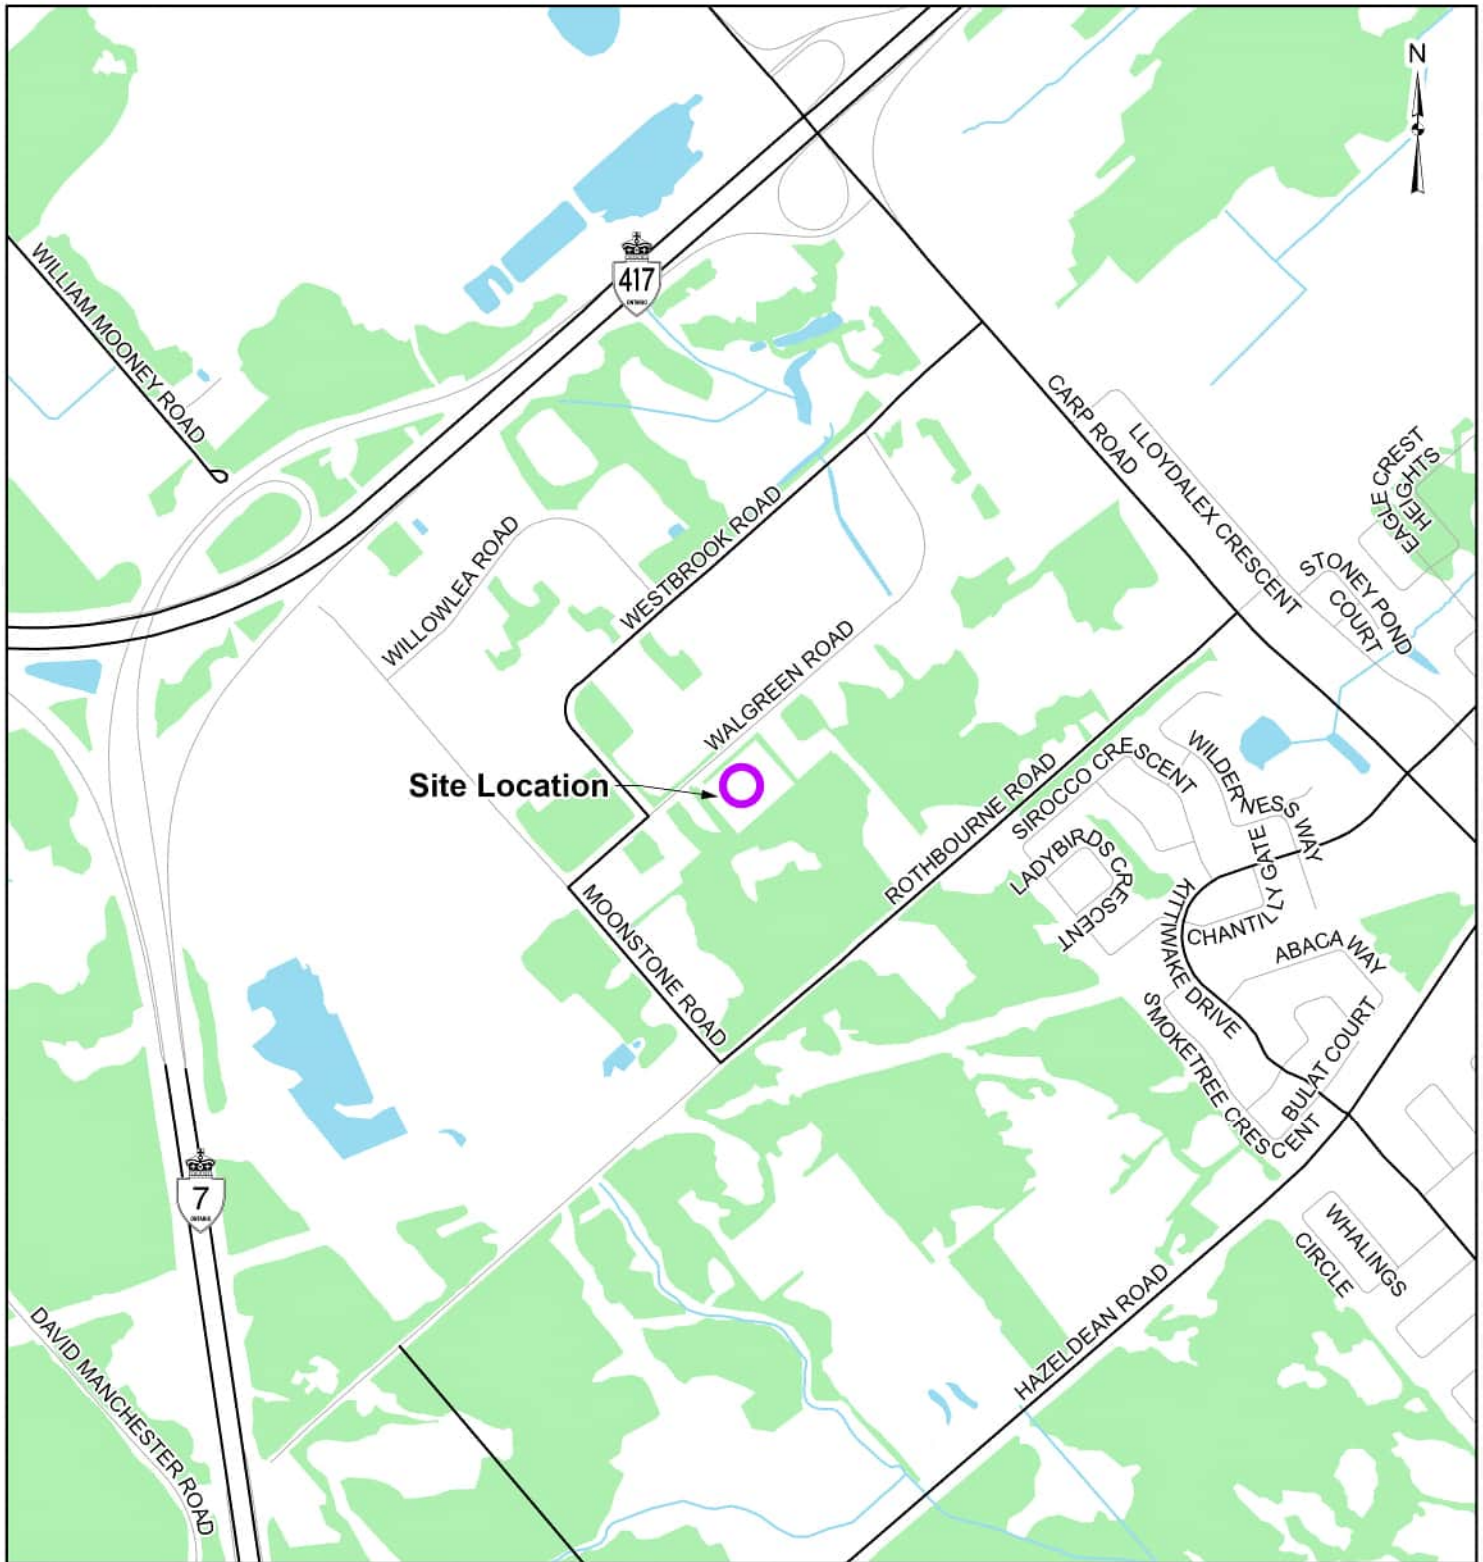 N
417
ONTARIO
WILLIAM MOONEY ROAD
CARP ROAD
LLOYDALEX CRESCENT
EAGLE CREST
HEIGHTS
STONEY POND
COURT
WILLOWLEA ROAD
WESTBROOK ROAD
WALGREEN ROAD
Site Location
ROTHBOURNE ROAD
SIROCCO CRESCENT
WILDERNESS WAY
LADYBIRDS CRESCENT
CHANTILLY GATE
KITTIWAKE DRIVE
ABACA WAY
MOONSTONE ROAD
SMOKETREE CRESCENT
BULAT COURT
7
ONTARIO
WHALINGS
CIRCLE
HAZELDEAN ROAD
DAVID MANCHESTER ROAD